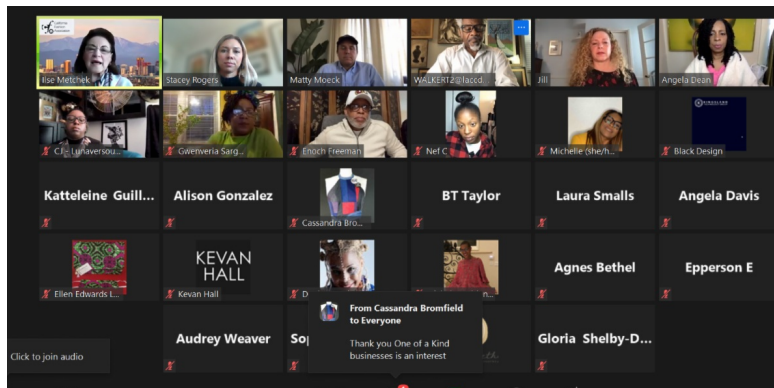 Ilse Metchek
Stacey Rogers
Matty Moeck
WALKERT2@laccd...
Jill
Angela Dean
CJ - Lunaversou...
Gwenveria Sarg...
Enoch Freeman
Nef C
Michelle (she/h...
Black Design
Katteleine Guill...
Alison Gonzalez
Cassandra Bro...
BT Taylor
Laura Smalls
Angela Davis
Ellen Edwards L...
KEVAN
HALL
Kevan Hall
D
Agnes Bethel
Epperson E
From Cassandra Bromfield
to Everyone
Thank you One of a Kind
businesses is an interest
Click to join audio
Audrey Weaver
Gloria Shelby-D...